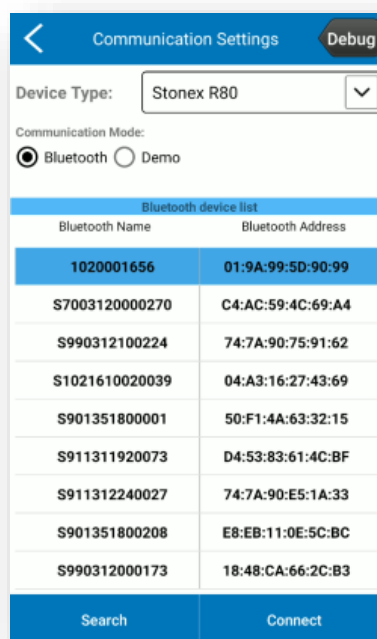 Communication Settings Debug
Device Type: Stonex R80
Communication Mode:
Bluetooth Demo
Bluetooth device list
Bluetooth Name Bluetooth Address
1020001656 01:9A:99:5D:90:99
S7003120000270 C4:AC:59:4C:69:A4
S990312100224 74:7A:90:75:91:62
S1021610020039 04:A3:16:27:43:69
S901351800001 50:F1:4A:63:32:15
S911311920073 D4:53:83:61:4C:BF
S911312240027 74:7A:90:E5:1A:33
S901351800208 E8:EB:11:0E:5C:BC
S990312000173 18:48:CA:66:2C:B3
Search Connect